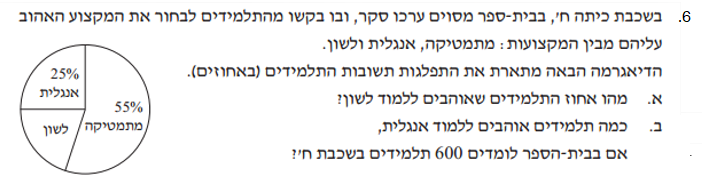 6. בשכבת כיתה ח׳, בבית-ספר מסוים ערכו סקר, ובו בקשו מהתלמידים לבחור את המקצוע האהוב
עליהם מבין המקצועות: מתמטיקה, אנגלית ולשון.
הדיאגרמה הבאה מתארת את התפלגות תשובות התלמידים (באחוזים).
א. מהו אחוז התלמידים שאוהבים ללמוד לשון?
ב. כמה תלמידים אוהבים ללמוד אנגלית,
אם בבית-הספר לומדים 600 תלמידים בשכבת ח׳?
25%
אנגלית
55%
מתמטיקה
לשון